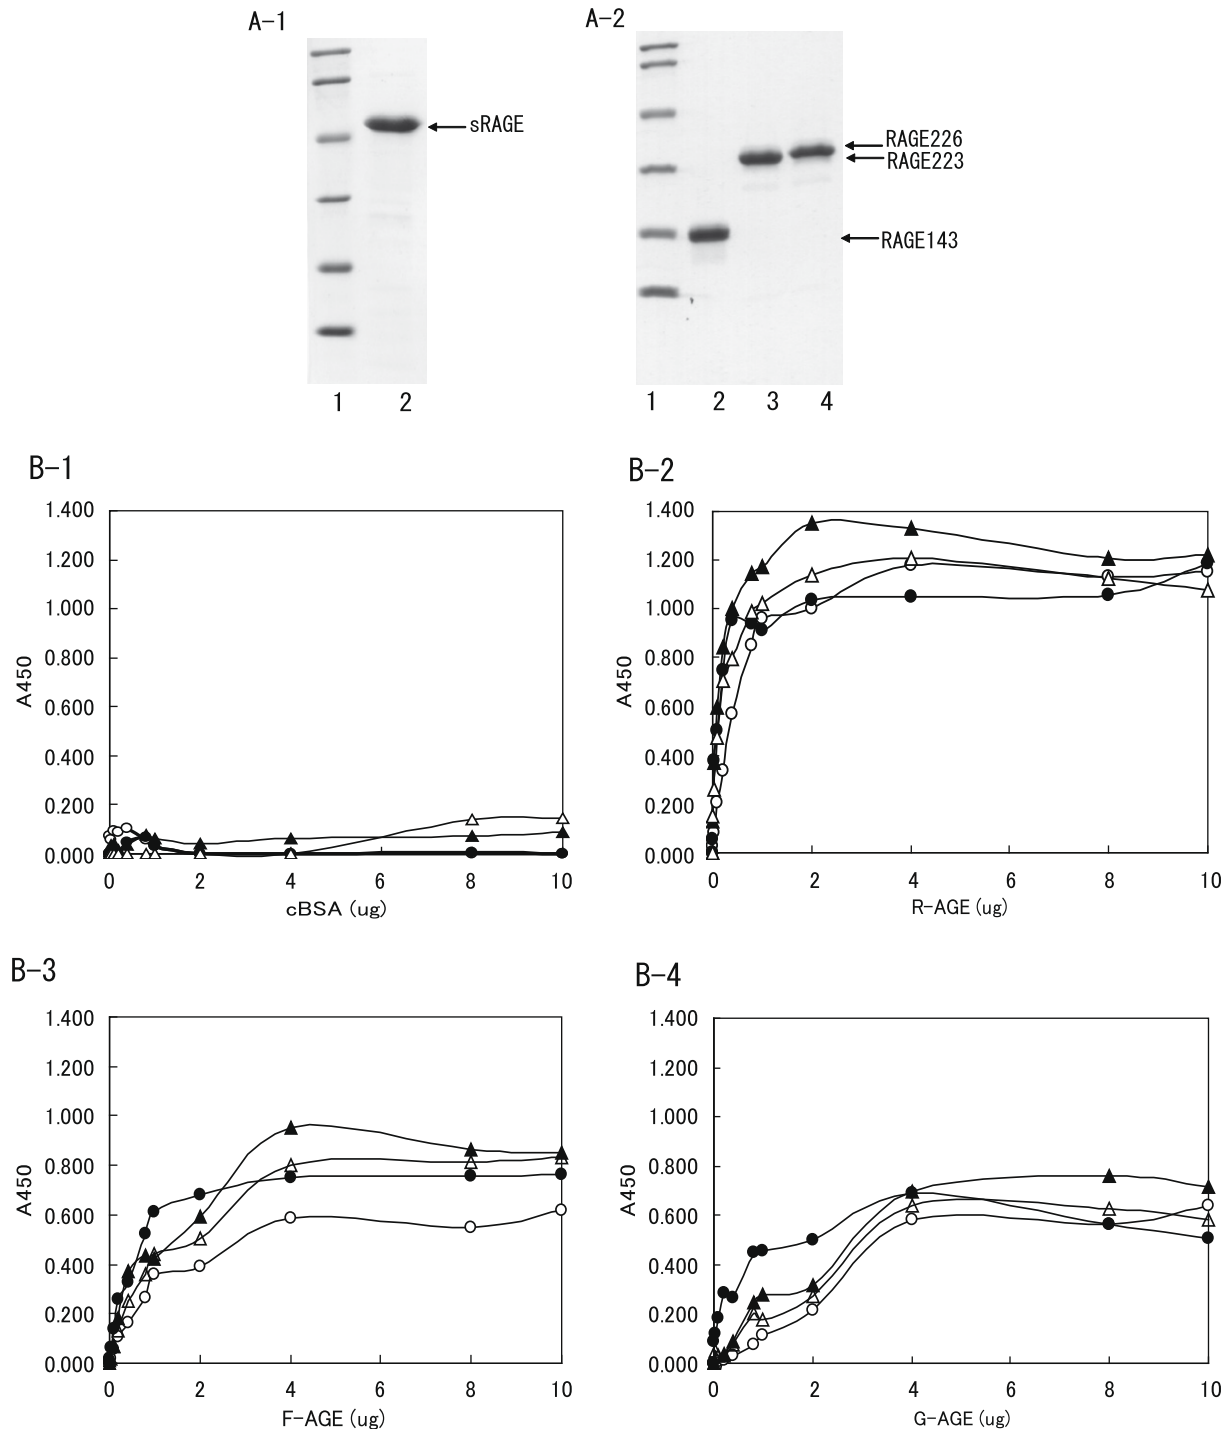 A-1
A-2
sRAGE
RAGE226
RAGE223
RAGE143
1 2
1 2 3 4
B-1
1.400
1.200
1.000
0.800
0.600
0.400
0.200
0.000
A450
0 2 4 6 8 10
cBSA (ug)
B-2
1.400
1.200
1.000
0.800
0.600
0.400
0.200
0.000
A450
0 2 4 6 8 10
R-AGE (ug)
B-3
1.400
1.200
1.000
0.800
0.600
0.400
0.200
0.000
A450
0 2 4 6 8 10
F-AGE (ug)
B-4
1.400
1.200
1.000
0.800
0.600
0.400
0.200
0.000
A450
0 2 4 6 8 10
G-AGE (ug)